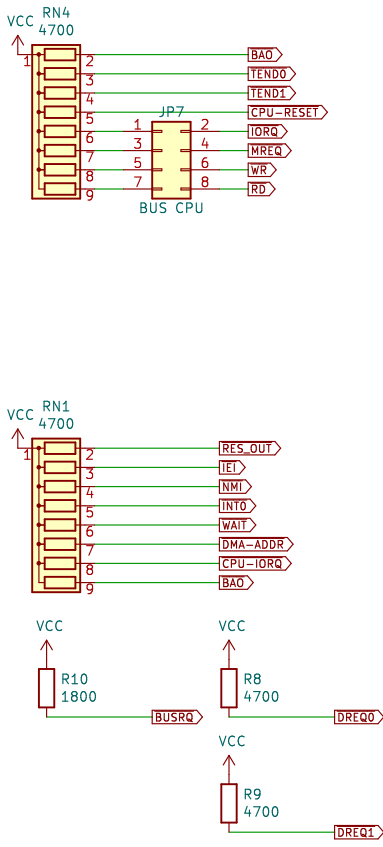 RN4
VCC 4700
1 2 BAO
3 TEND0
4 TEND1
5 CPU-RESET
JP7
6 1 2 IORQ
7 3 4 MREQ
8 5 6 WR
9 7 8 RD
BUS CPU
RN1
VCC 4700
1 2 RES_OUT
3 IEI
4 NMI
5 INT0
6 WAIT
7 DMA-ADDR
8 CPU-IORQ
9 BAO
VCC VCC
R10 R8
1800 4700
BUSRQ DREQ0
VCC
R9
4700
DREQ1